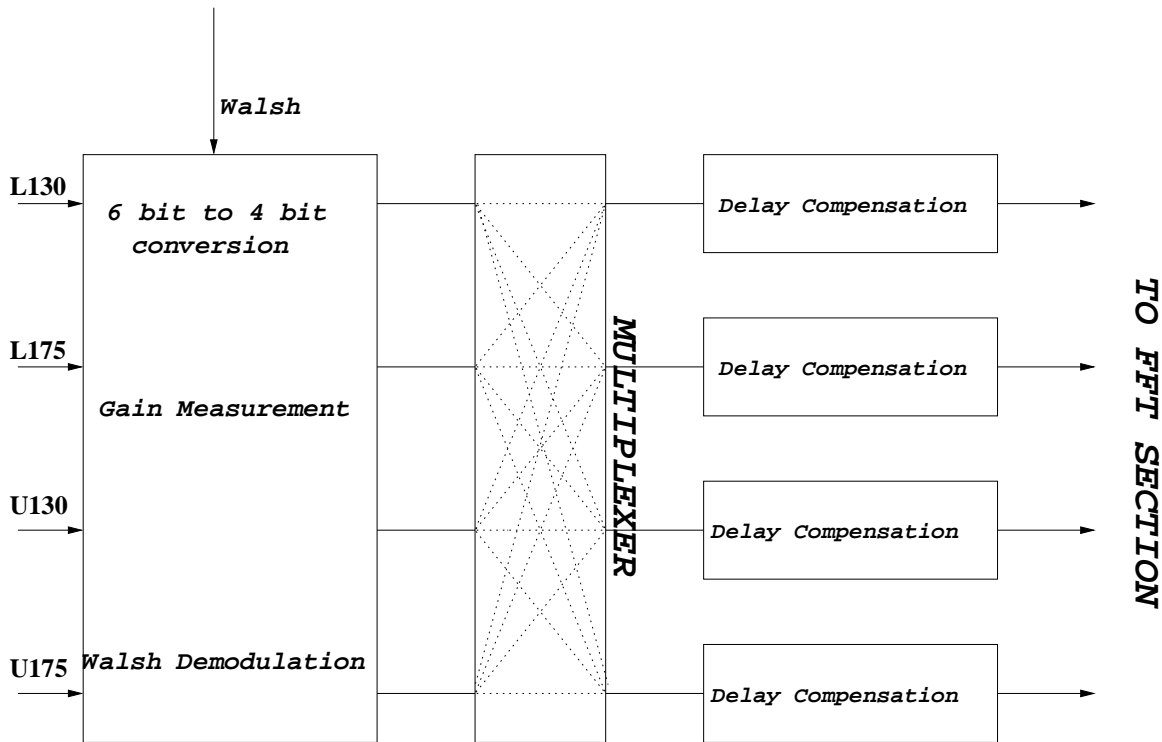 Walsh
L130
6 bit to 4 bit
conversion
Delay Compensation
L175
Gain Measurement
Delay Compensation
U130
Delay Compensation
U175
Walsh Demodulation
Delay Compensation
MULTIPLEXER
TO FFT SECTION